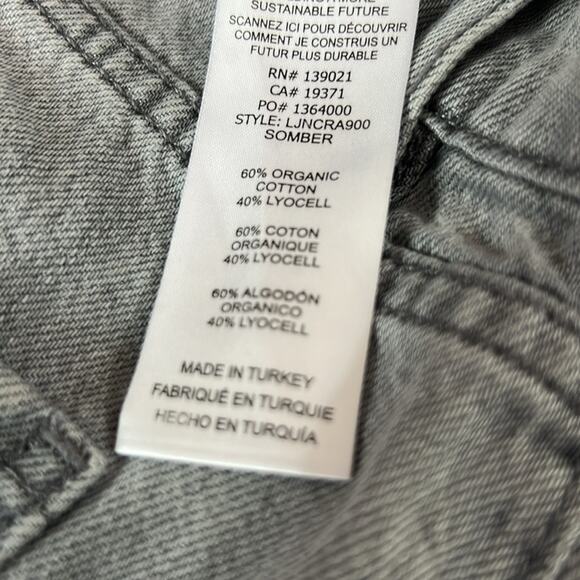 SUSTAINABLE FUTURE
SCANNEZ ICI POUR DÉCOUVRIR
COMMENT JE CONSTRUIS UN
FUTUR PLUS DURABLE
RN# 139021
CA# 19371
PO# 1364000
STYLE: LJNCRA900
SOMBER
60% ORGANIC
COTTON
40% LYOCELL
60% COTON
ORGANIQUE
40% LYOCELL
60% ALGODÓN
ORGANICO
40% LYOCELL
MADE IN TURKEY
FABRIQUÉ EN TURQUIE
HECHO EN TURQUÍA